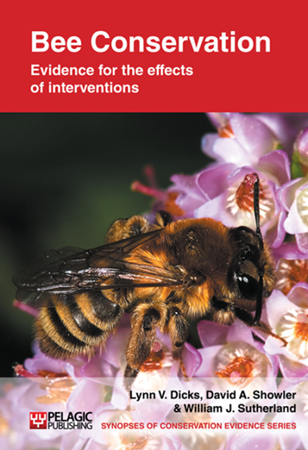 Bee Conservation
Evidence for the effects
of interventions
Lynn V. Dicks, David A. Showler
& William J. Sutherland
PELAGIC
PUBLISHING
SYNOPSES OF CONSERVATION EVIDENCE SERIES